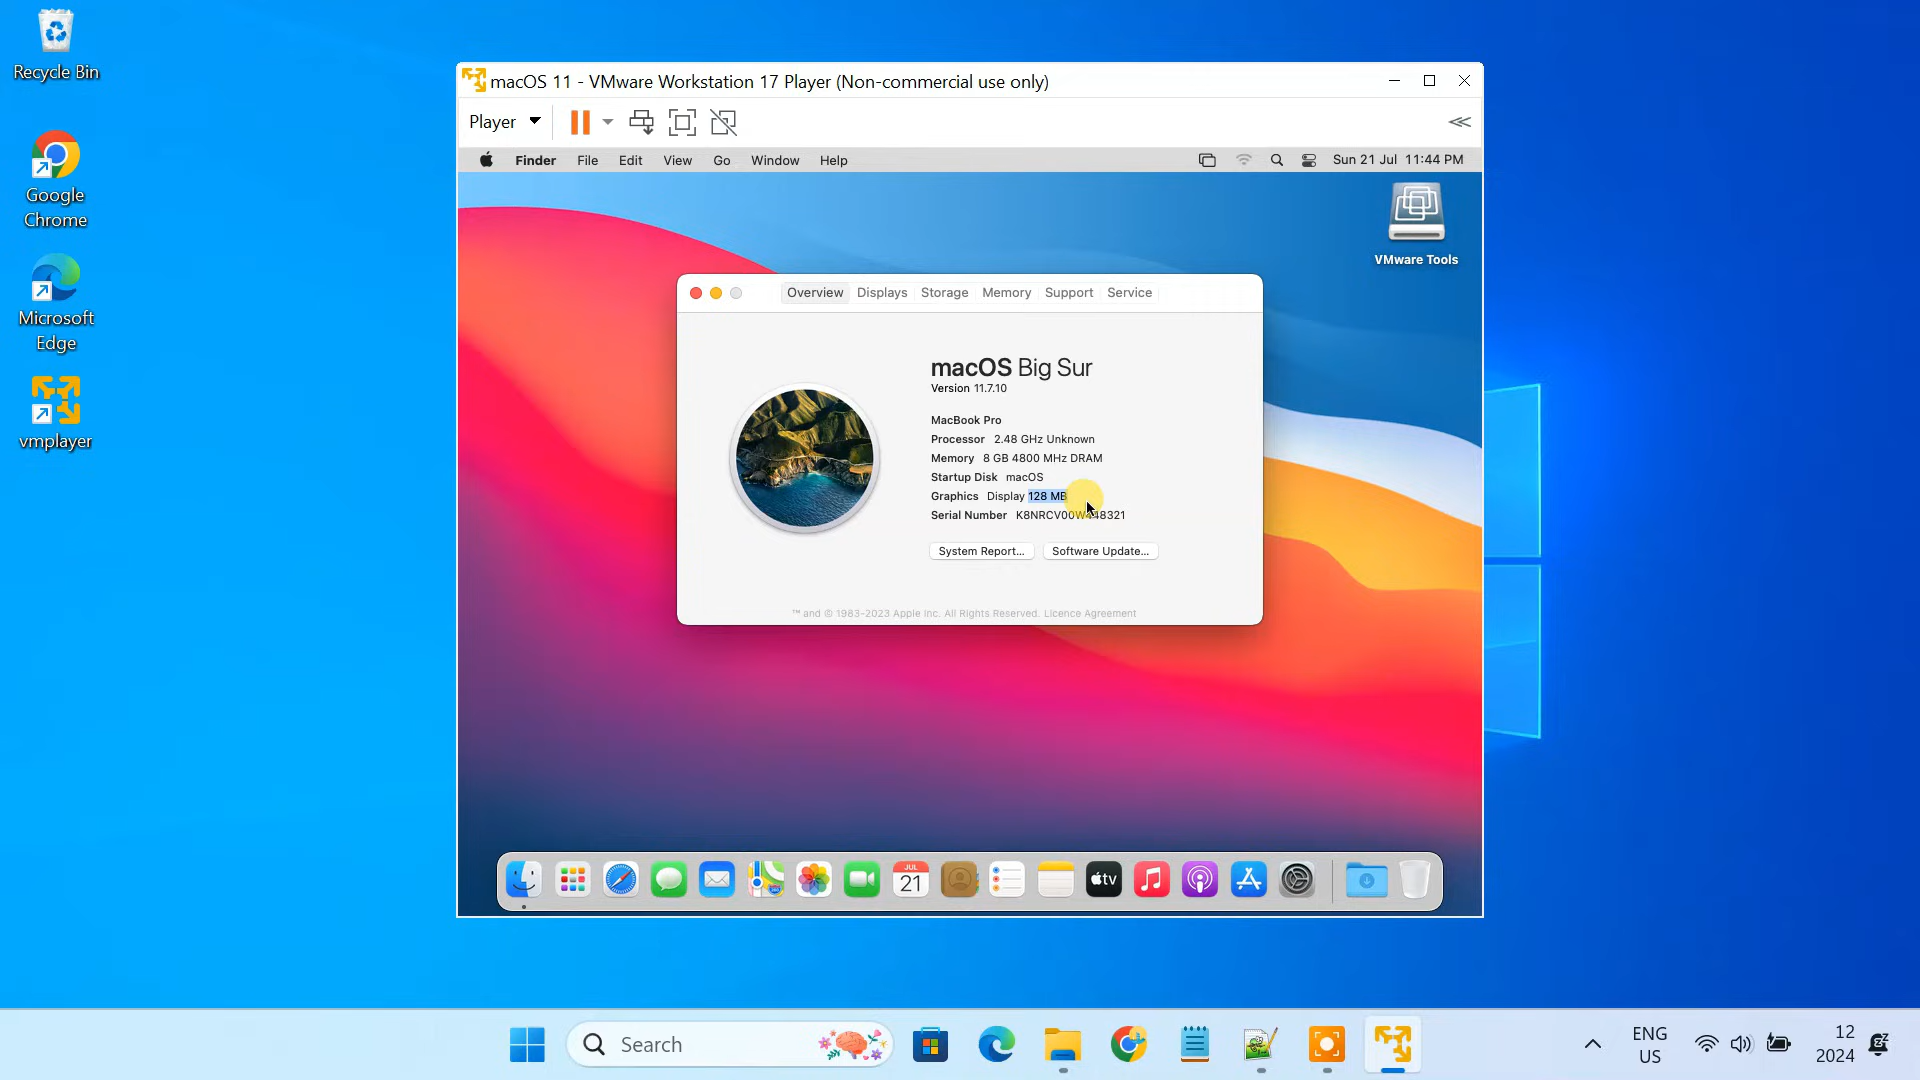 Recycle Bin
Google
Chrome
Microsoft
Edge
vmplayer
macOS 11 - VMware Workstation 17 Player (Non-commercial use only)
Player
Finder File Edit View Go Window Help
Sun 21 Jul 11:44 PM
VMware Tools
Overview Displays Storage Memory Support Service
macOS Big Sur
Version 11.7.10
MacBook Pro
Processor 2.48 GHz Unknown
Memory 8 GB 4800 MHz DRAM
Startup Disk macOS
Graphics Display 128 MB
Serial Number
System Report... Software Update...
™ and © 1983-2023 Apple Inc. All Rights Reserved. Licence Agreement
JUL
21
tv
Search
ENG
US
12
2024